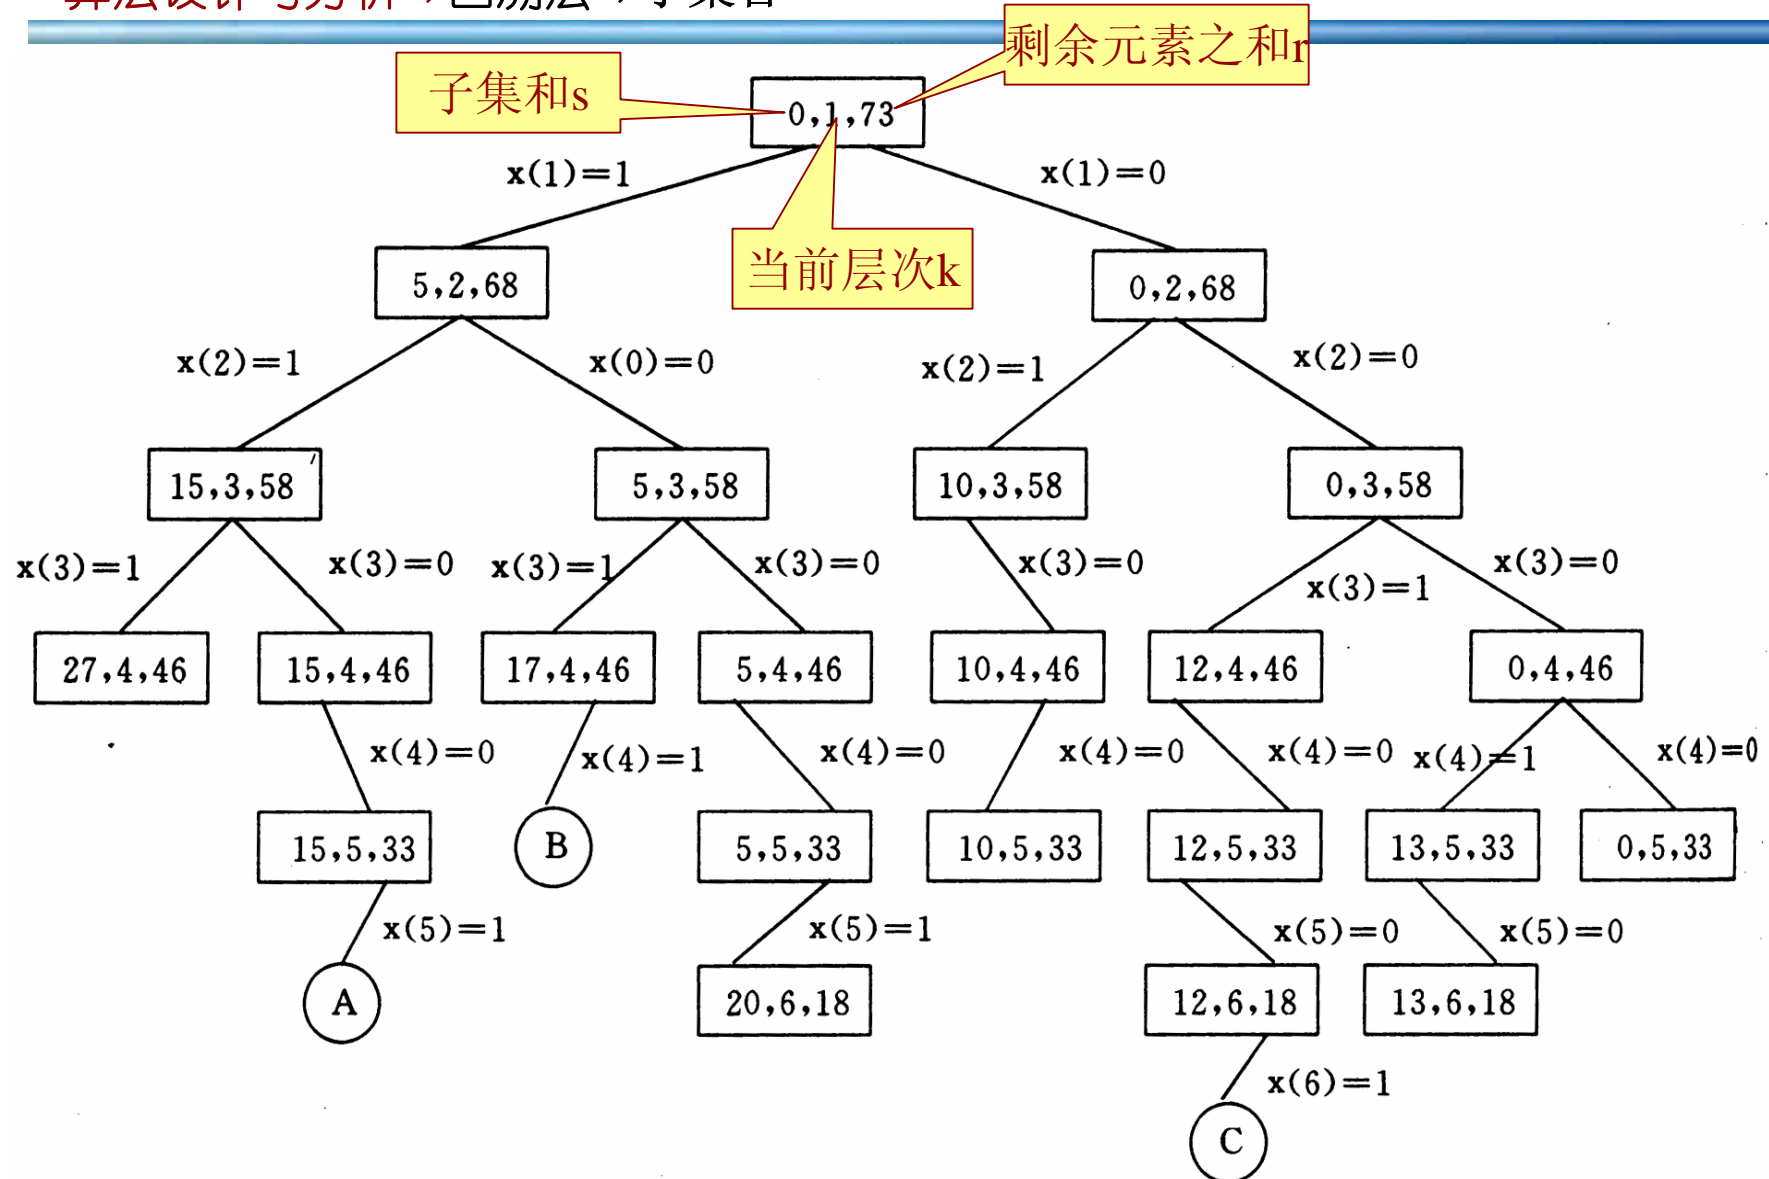 剩余元素之和r
子集和s
0,1,73
x(1)=1
x(1)=0
当前层次k
5,2,68
0,2,68
x(2)=1
x(0)=0
x(2)=1
x(2)=0
15,3,58
5,3,58
10,3,58
0,3,58
x(3)=1
x(3)=0
x(3)=1
x(3)=0
x(3)=0
x(3)=1
x(3)=0
27,4,46
15,4,46
17,4,46
5,4,46
10,4,46
12,4,46
0,4,46
x(4)=0
x(4)=1
x(4)=0
x(4)=0
x(4)=0
x(4)=1
x(4)=0
15,5,33
B
5,5,33
10,5,33
12,5,33
13,5,33
0,5,33
x(5)=1
x(5)=1
x(5)=0
x(5)=0
A
20,6,18
12,6,18
13,6,18
x(6)=1
C